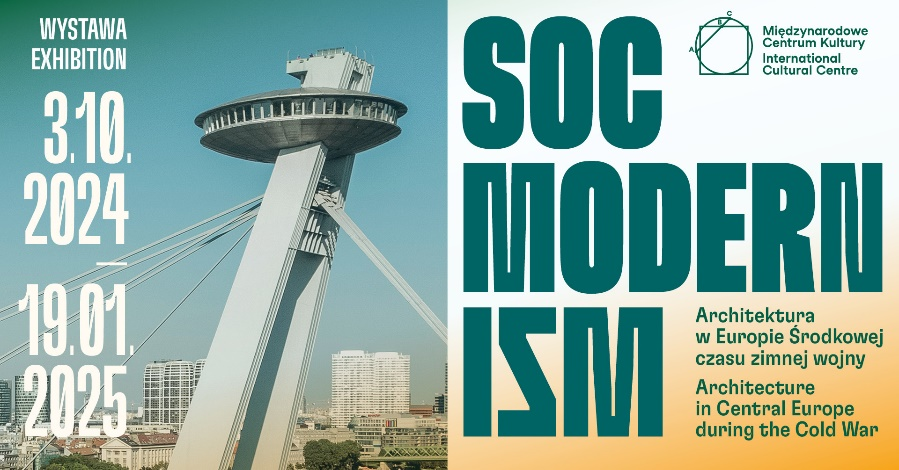 WYSTAWA
EXHIBITION
3.10.
2024
—
19.01.
2025
SOC
MODERN
IZM
A
B
C
Międzynarodowe
Centrum Kultury
International
Cultural Centre
Architektura
w Europie Środkowej
czasu zimnej wojny
Architecture
in Central Europe
during the Cold War